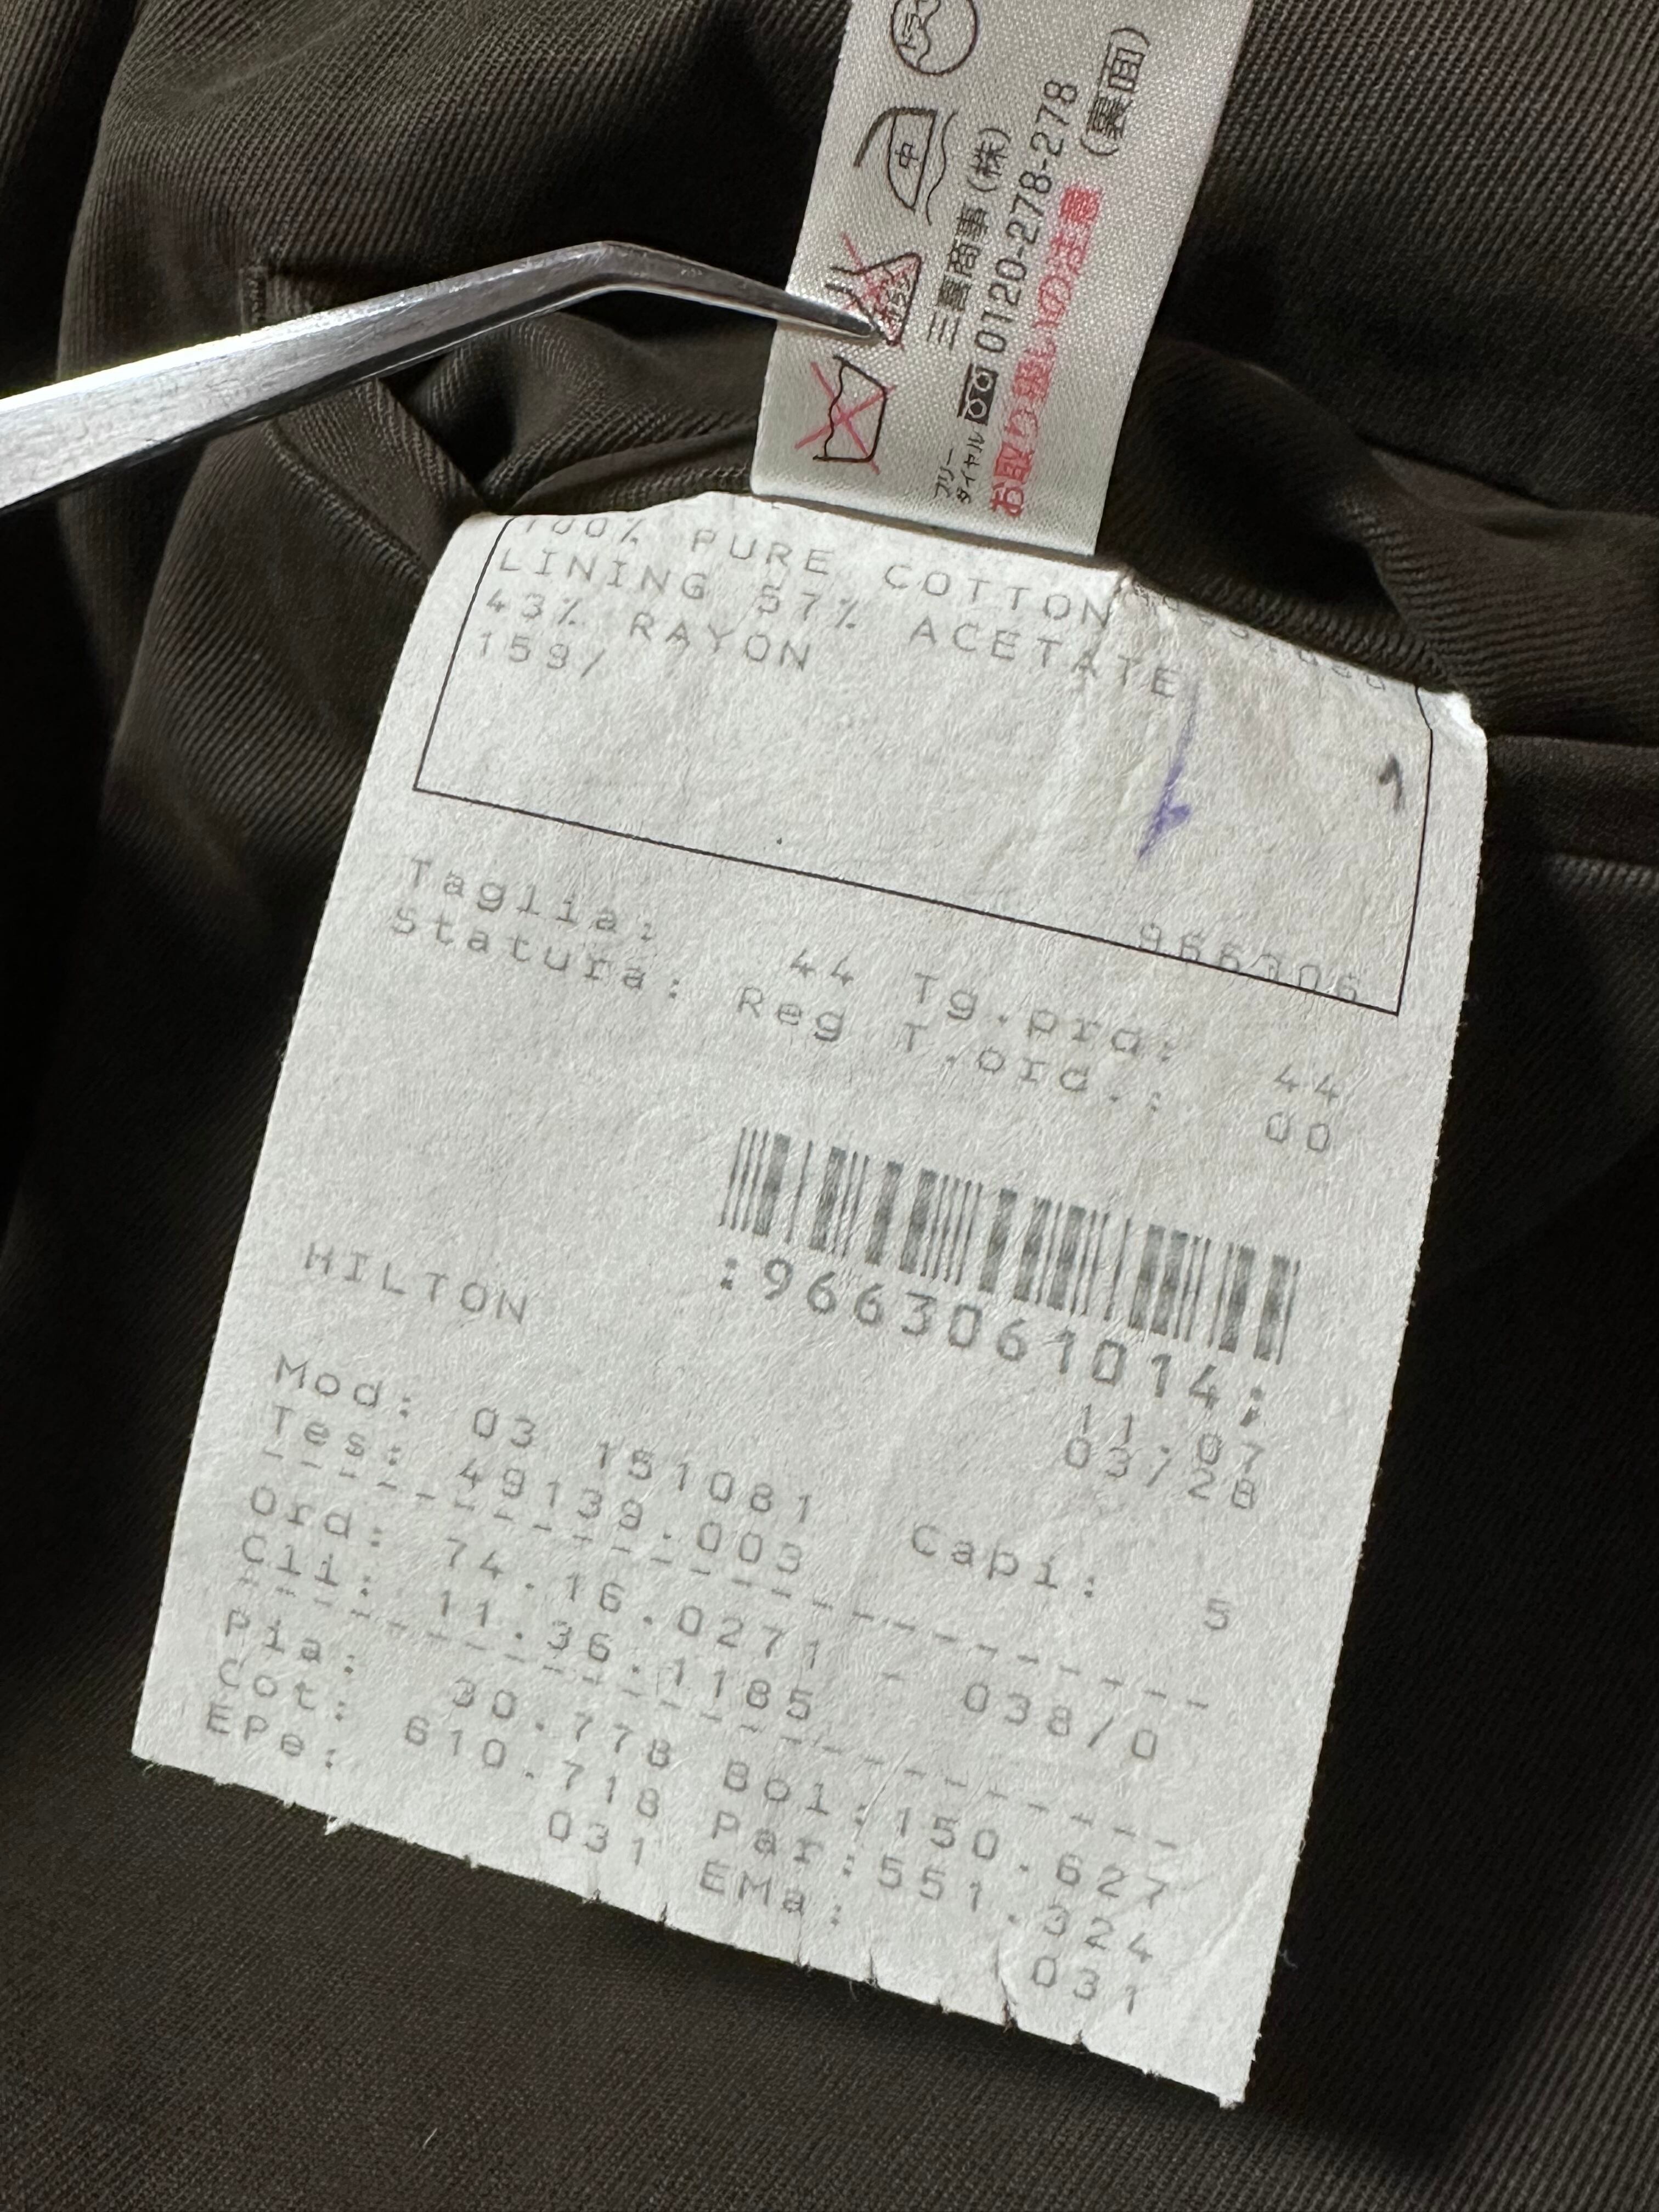 中
三喜商事(株)
フリーダイヤル 0120-278-278
お取り扱いの注意 (裏面)
100% PURE COTTON
LINING 57% ACETATE
43% RAYON
159/
1
966306
Taglia: 44 Tg.prd: 44
Statura: Reg T.ord.: 00
:9663061014;
HILTON
11.07
03/28
Mod: 03 151081
Tes: 49139.003 Capi: 5
Ord: 74.16.0271 - 038/0
Cli: 11.36.1185
Pia: 30.778 Bol:150.627
Cot: 610.718 Par:551.324
EPe: 031 EMa: 031